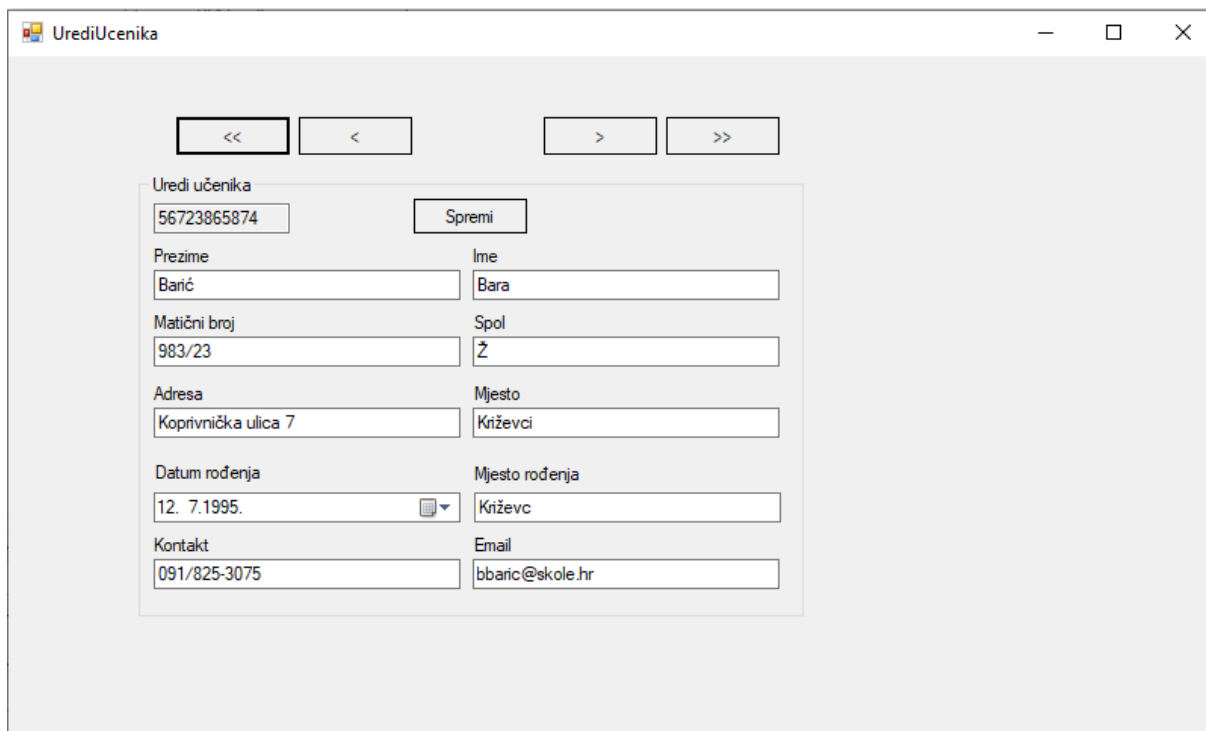 UrediUcenika
<< < > >>
Uredi učenika
56723865874 Spremi
Prezime Ime
Barić Bara
Matični broj Spol
983/23 Ž
Adresa Mjesto
Koprivnička ulica 7 Križevci
Datum rođenja Mjesto rođenja
12. 7.1995. Križevc
Kontakt Email
091/825-3075 bbaric@skole.hr